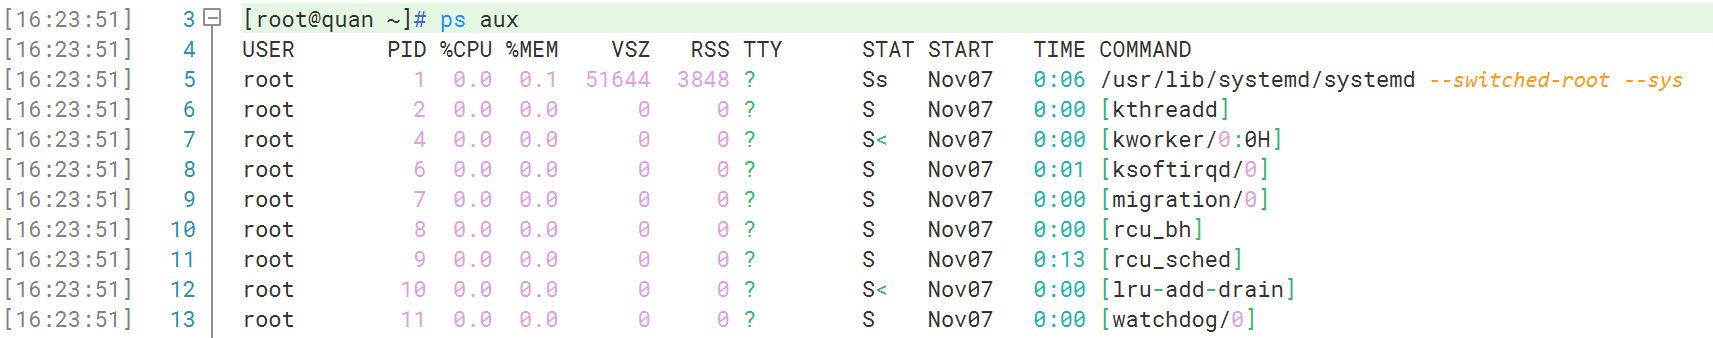 [16:23:51] 3 [root@quan ~]# ps aux
[16:23:51] 4 USER PID %CPU %MEM VSZ RSS TTY STAT START TIME COMMAND
[16:23:51] 5 root 1 0.0 0.1 51644 3848 ? Ss Nov07 0:06 /usr/lib/systemd/systemd --switched-root --sys
[16:23:51] 6 root 2 0.0 0.0 0 0 ? S Nov07 0:00 [kthreadd]
[16:23:51] 7 root 4 0.0 0.0 0 0 ? S< Nov07 0:00 [kworker/0:0H]
[16:23:51] 8 root 6 0.0 0.0 0 0 ? S Nov07 0:01 [ksoftirqd/0]
[16:23:51] 9 root 7 0.0 0.0 0 0 ? S Nov07 0:00 [migration/0]
[16:23:51] 10 root 8 0.0 0.0 0 0 ? S Nov07 0:00 [rcu_bh]
[16:23:51] 11 root 9 0.0 0.0 0 0 ? S Nov07 0:13 [rcu_sched]
[16:23:51] 12 root 10 0.0 0.0 0 0 ? S< Nov07 0:00 [lru-add-drain]
[16:23:51] 13 root 11 0.0 0.0 0 0 ? S Nov07 0:00 [watchdog/0]